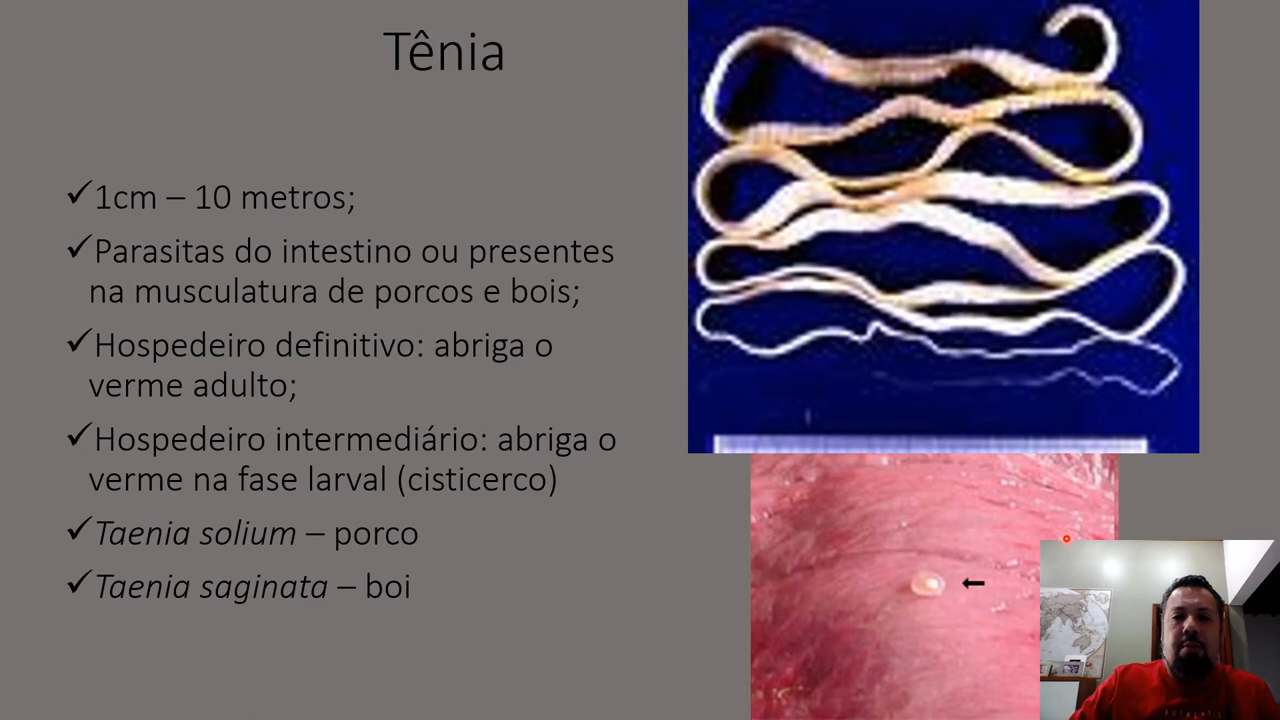 Tênia
✓1cm – 10 metros;
✓Parasitas do intestino ou presentes
na musculatura de porcos e bois;
✓Hospedeiro definitivo: abriga o
verme adulto;
✓Hospedeiro intermediário: abriga o
verme na fase larval (cisticerco)
✓Taenia solium – porco
✓Taenia saginata – boi